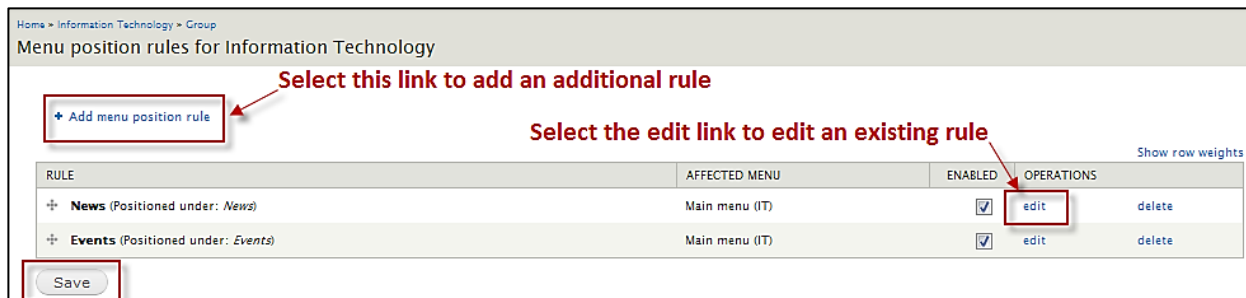 Home » Information Technology » Group
Menu position rules for Information Technology
Select this link to add an additional rule
+ Add menu position rule
Select the edit link to edit an existing rule
Show row weights
RULE AFFECTED MENU ENABLED OPERATIONS
News (Positioned under: News) Main menu (IT) edit delete
Events (Positioned under: Events) Main menu (IT) edit delete
Save